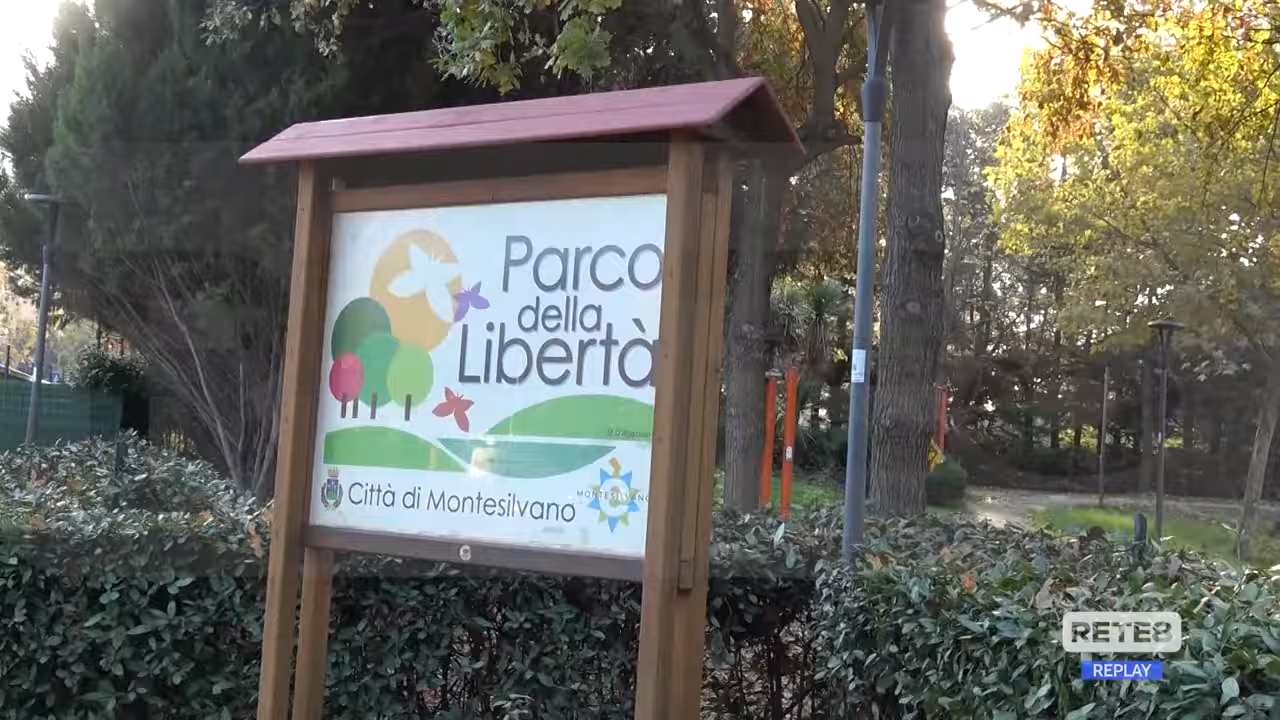 Parco
della
Libertà
Città di Montesilvano
MONTESILVANO
RETE8
REPLAY